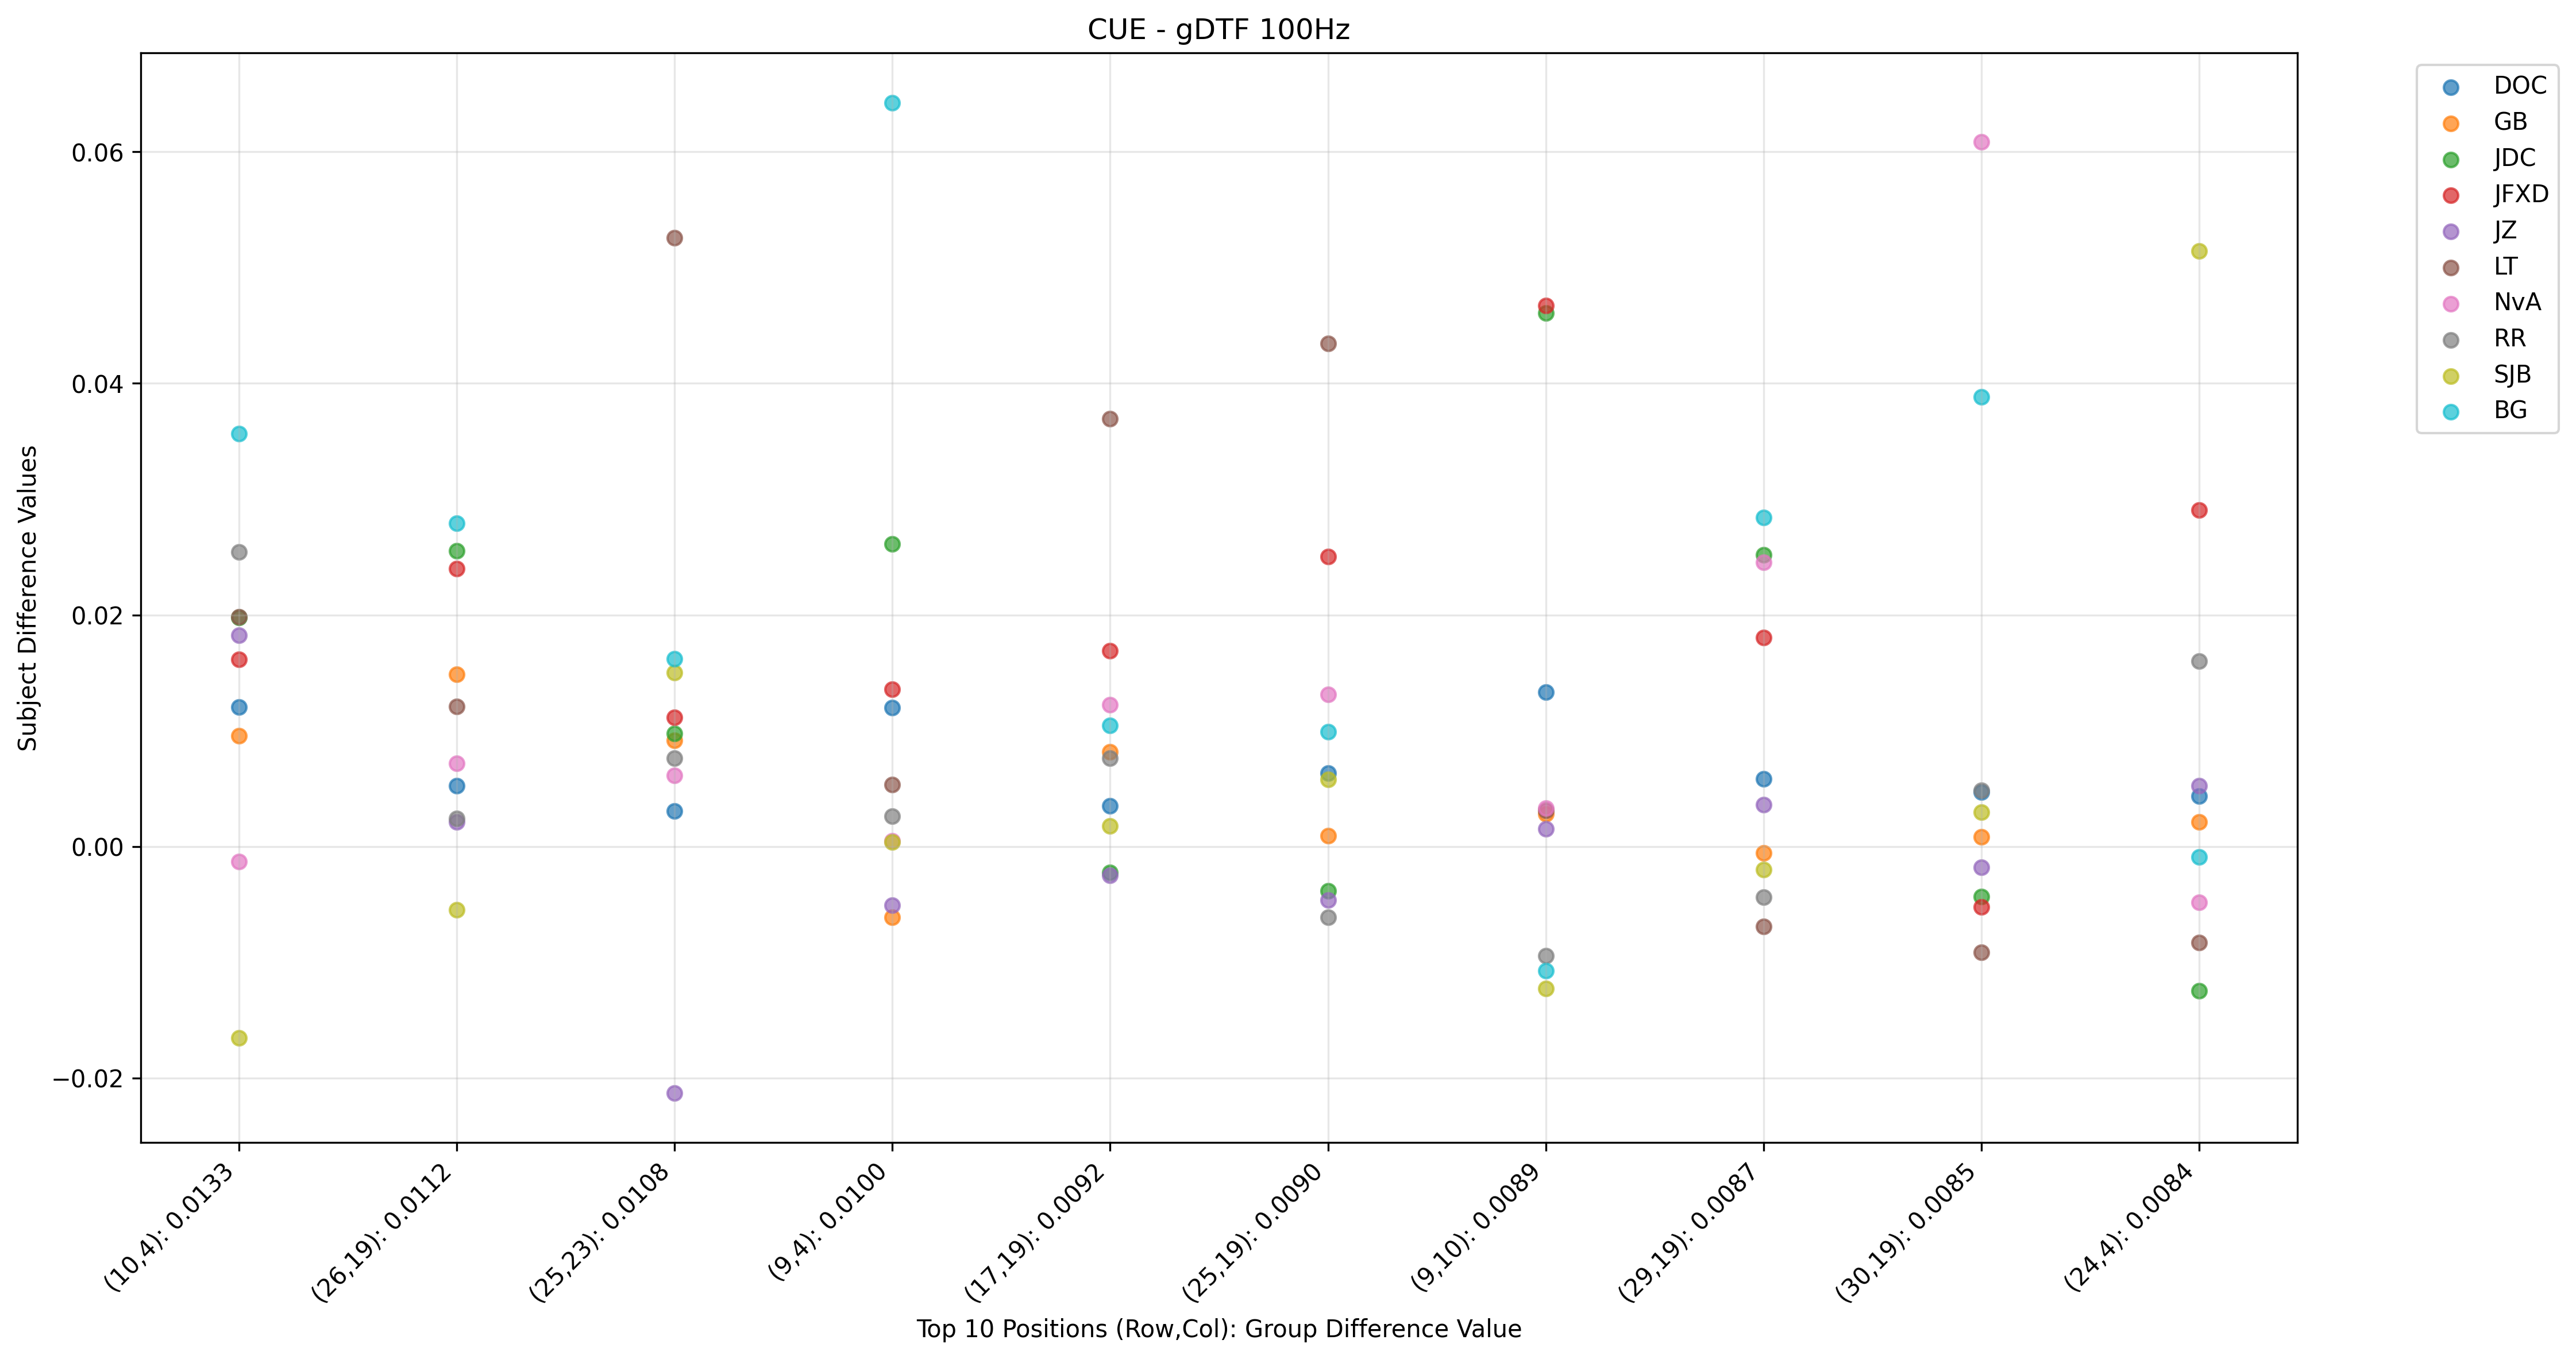 CUE - gDTF 100Hz
Subject Difference Values
0.06
0.04
0.02
0.00
−0.02
(10,4): 0.0133
(26,19): 0.0112
(25,23): 0.0108
(9,4): 0.0100
(17,19): 0.0092
(25,19): 0.0090
(9,10): 0.0089
(29,19): 0.0087
(30,19): 0.0085
(24,4): 0.0084
Top 10 Positions (Row,Col): Group Difference Value
DOC
GB
JDC
JFXD
JZ
LT
NvA
RR
SJB
BG